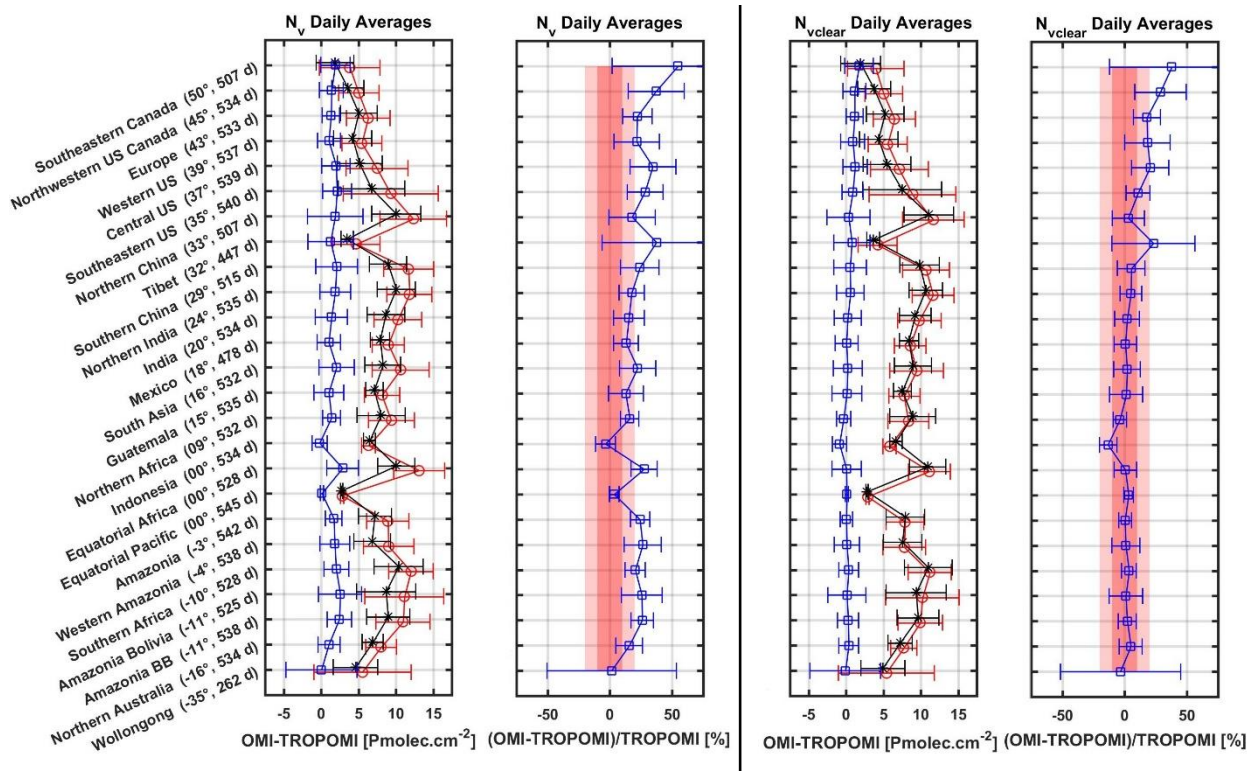 N_v Daily Averages
N_v Daily Averages
N_vclear Daily Averages
N_vclear Daily Averages
Southeastern Canada (50°, 507 d)
Northwestern US Canada (45°, 534 d)
Europe (43°, 533 d)
Western US (39°, 537 d)
Central US (37°, 539 d)
Southeastern US (35°, 540 d)
Northern China (33°, 507 d)
Tibet (32°, 447 d)
Southern China (29°, 515 d)
Northern India (24°, 535 d)
India (20°, 534 d)
Mexico (18°, 478 d)
South Asia (16°, 532 d)
Guatemala (15°, 535 d)
Northern Africa (09°, 532 d)
Indonesia (00°, 534 d)
Equatorial Africa (00°, 528 d)
Equatorial Pacific (00°, 545 d)
Amazonia (-3°, 542 d)
Western Amazonia (-4°, 538 d)
Southern Africa (-10°, 528 d)
Amazonia Bolivia (-11°, 525 d)
Amazonia BB (-11°, 538 d)
Northern Australia (-16°, 534 d)
Wollongong (-35°, 262 d)
-5 0 5 10 15
-50 0 50
-5 0 5 10 15
-50 0 50
OMI-TROPOMI [Pmolec.cm⁻²]
(OMI-TROPOMI)/TROPOMI [%]
OMI-TROPOMI [Pmolec.cm⁻²]
(OMI-TROPOMI)/TROPOMI [%]